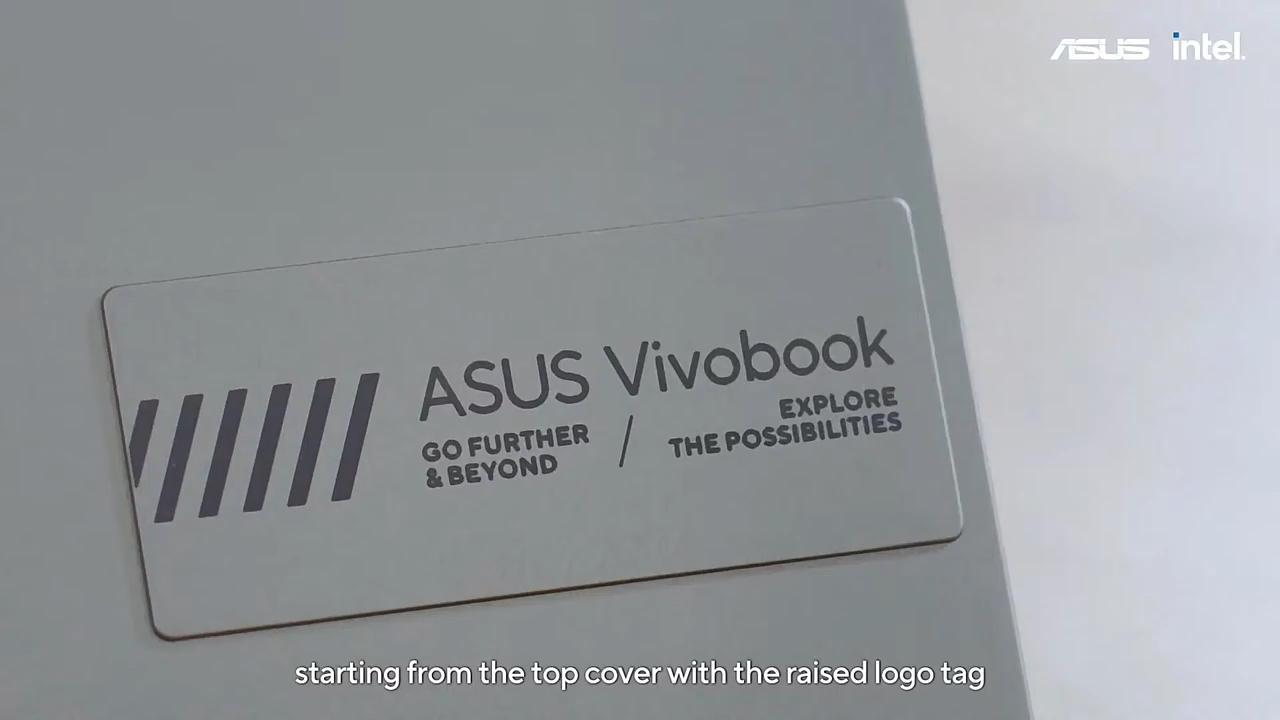 ASUS intel.
ASUS Vivobook
GO FURTHER
& BEYOND
/
EXPLORE
THE POSSIBILITIES
starting from the top cover with the raised logo tag